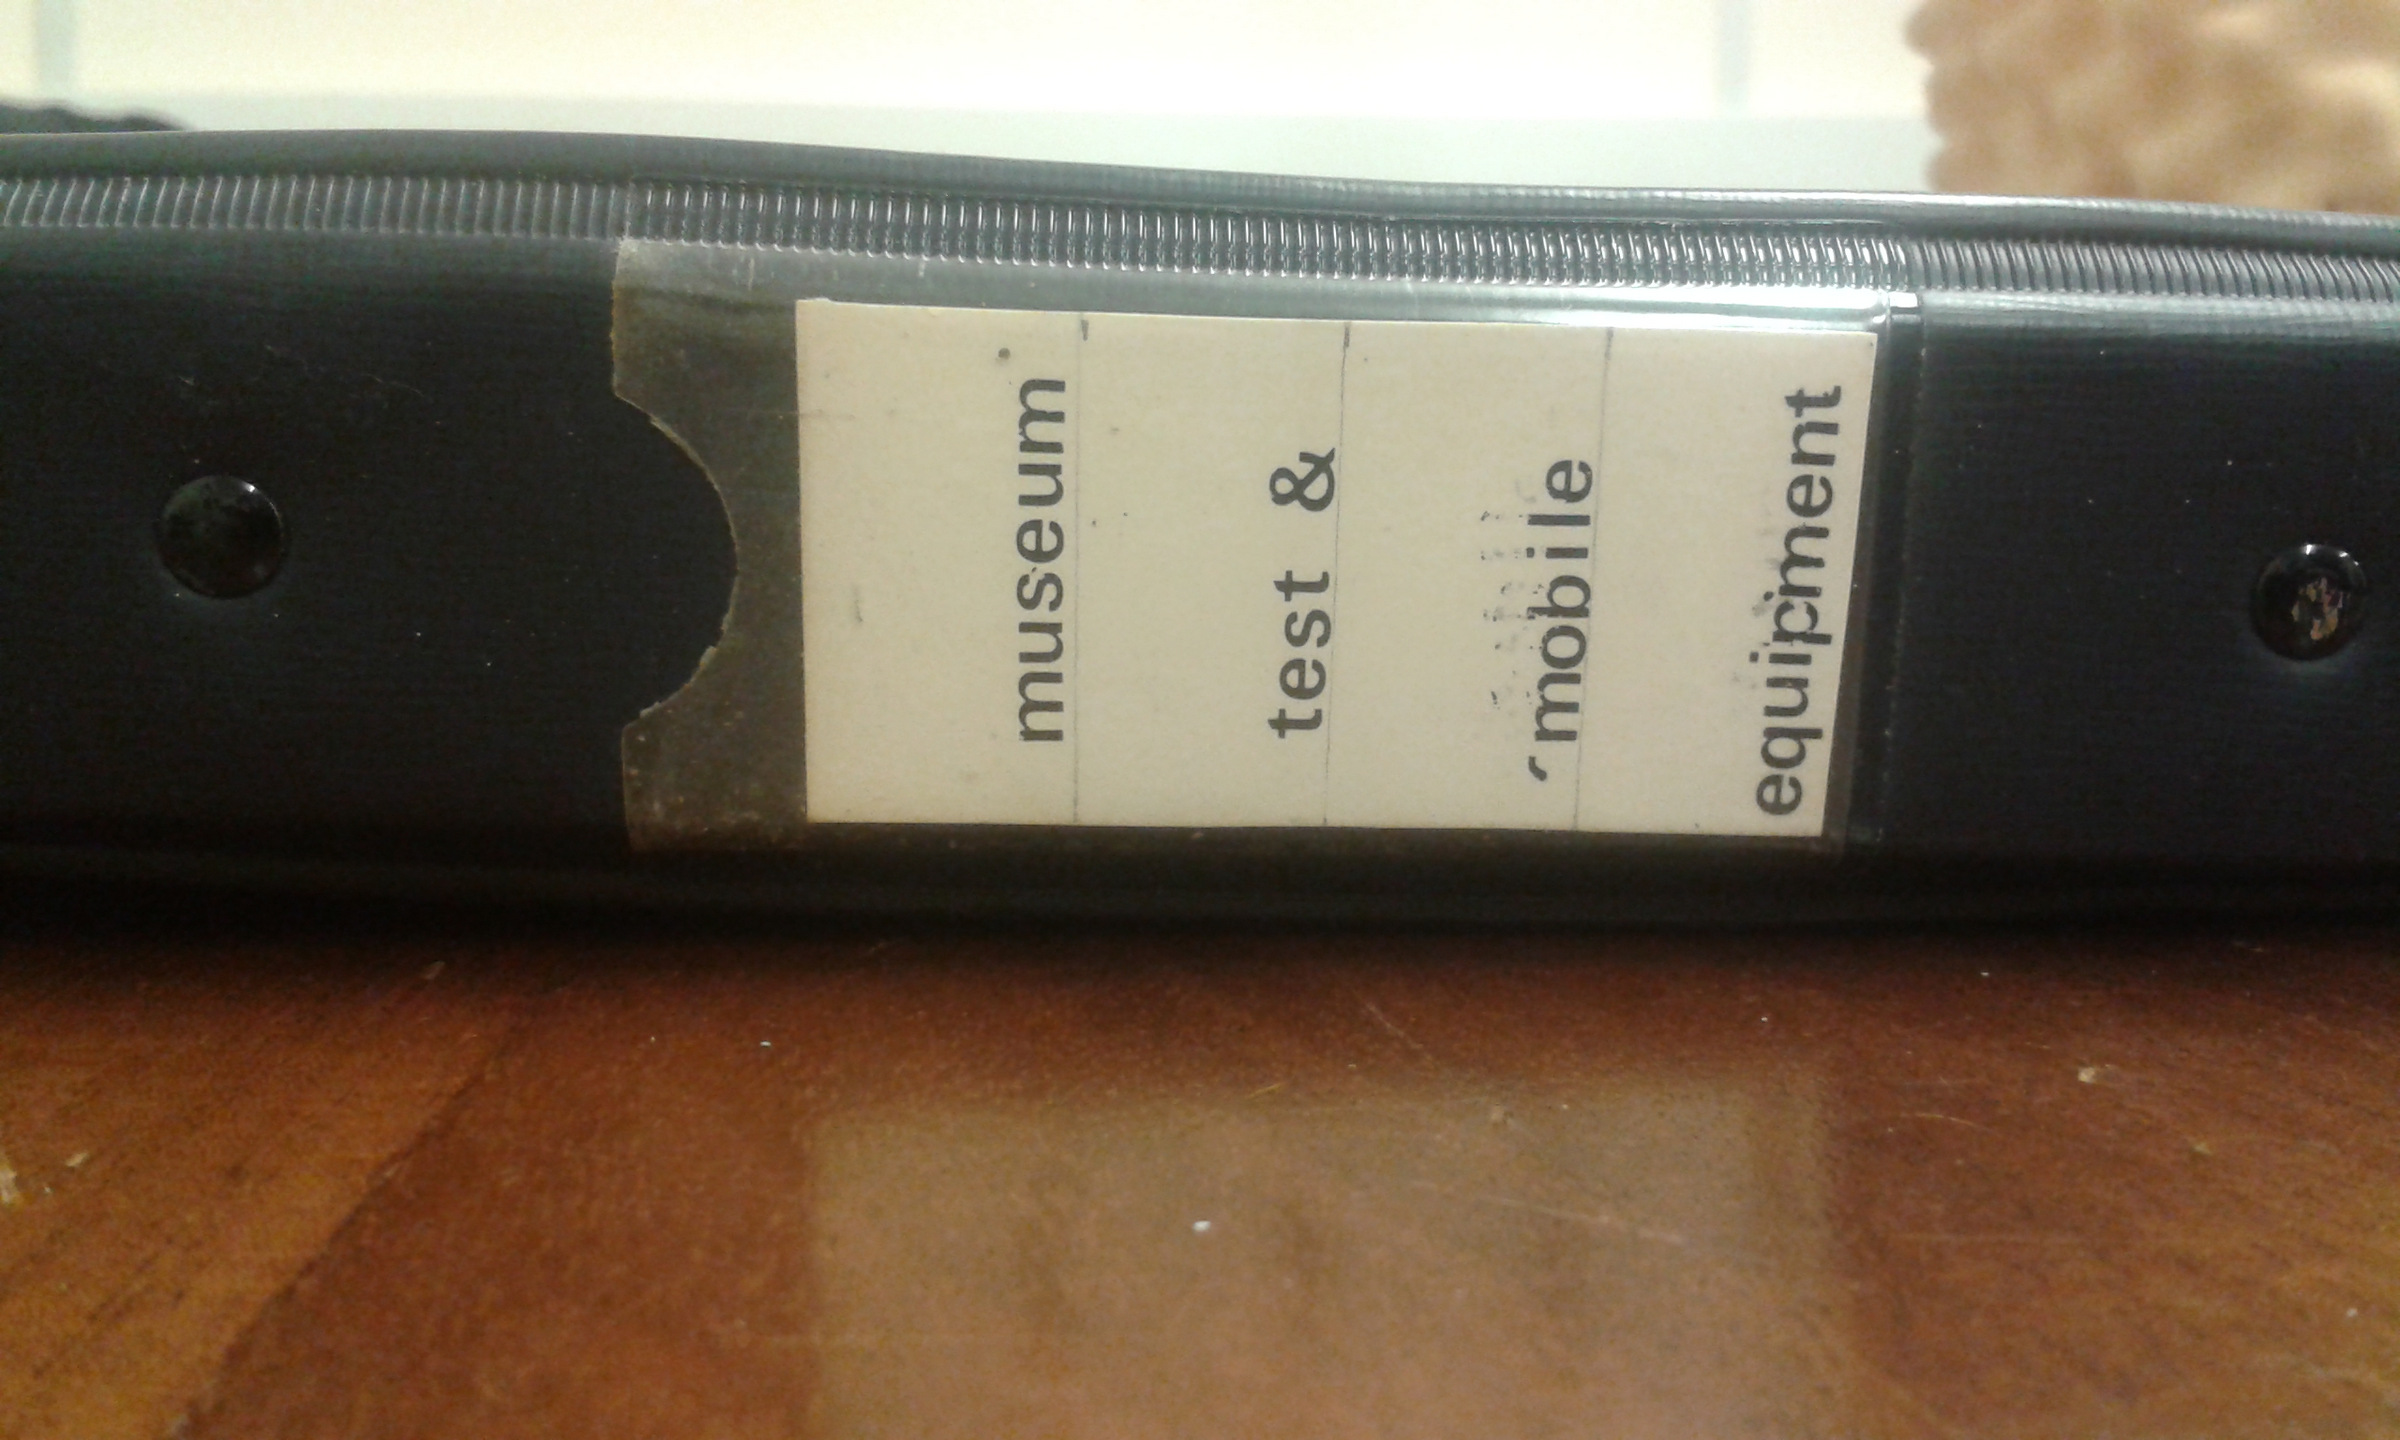 museum
test &
'mobile
equipment